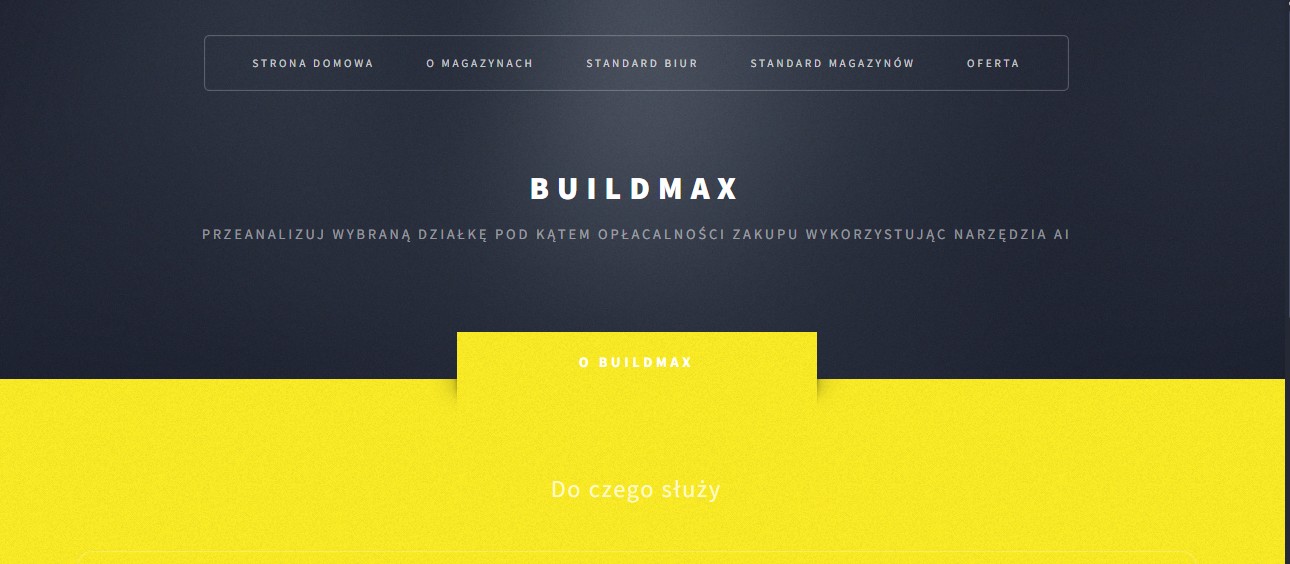 STRONA DOMOWA O MAGAZYNACH STANDARD BIUR STANDARD MAGAZYNÓW OFERTA
BUILDMAX
PRZEANALIZUJ WYBRANĄ DZIAŁKĘ POD KĄTEM OPŁACALNOŚCI ZAKUPU WYKORZYSTUJĄC NARZĘDZIA AI
O BUILDMAX
Do czego służy